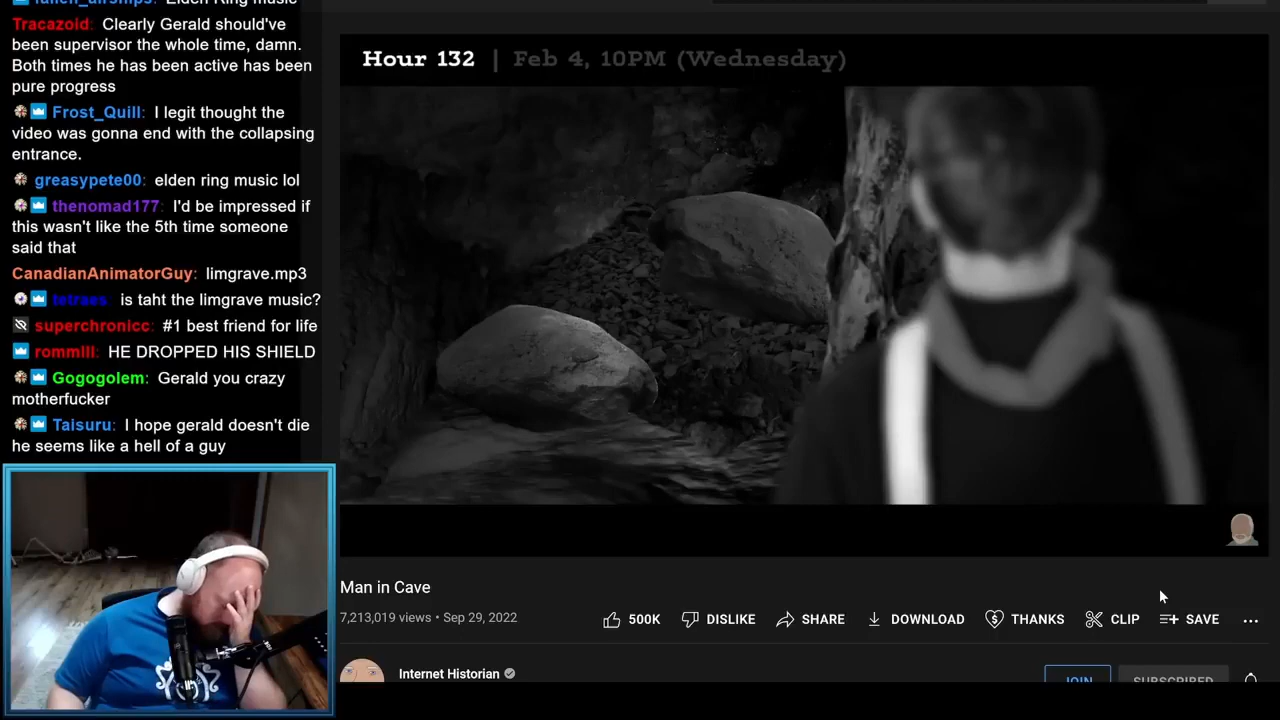 Tracazoid: Clearly Gerald should've
been supervisor the whole time, damn.
Both times he has been active has been
pure progress
Frost_Quill: I legit thought the
video was gonna end with the collapsing
entrance.
greasypete00: elden ring music lol
thenomad177: I'd be impressed if
this wasn't like the 5th time someone
said that
CanadianAnimatorGuy: limgrave.mp3
tetraes is taht the limgrave music?
superchronicc: #1 best friend for life
rommlll: HE DROPPED HIS SHIELD
Gogogolem: Gerald you crazy
motherfucker
Taisuru: I hope gerald doesn't die
he seems like a hell of a guy
Hour 132 | Feb 4, 10PM (Wednesday)
Man in Cave
7,213,019 views • Sep 29, 2022
500K DISLIKE SHARE DOWNLOAD THANKS CLIP SAVE
Internet Historian
JOIN SUBSCRIBED